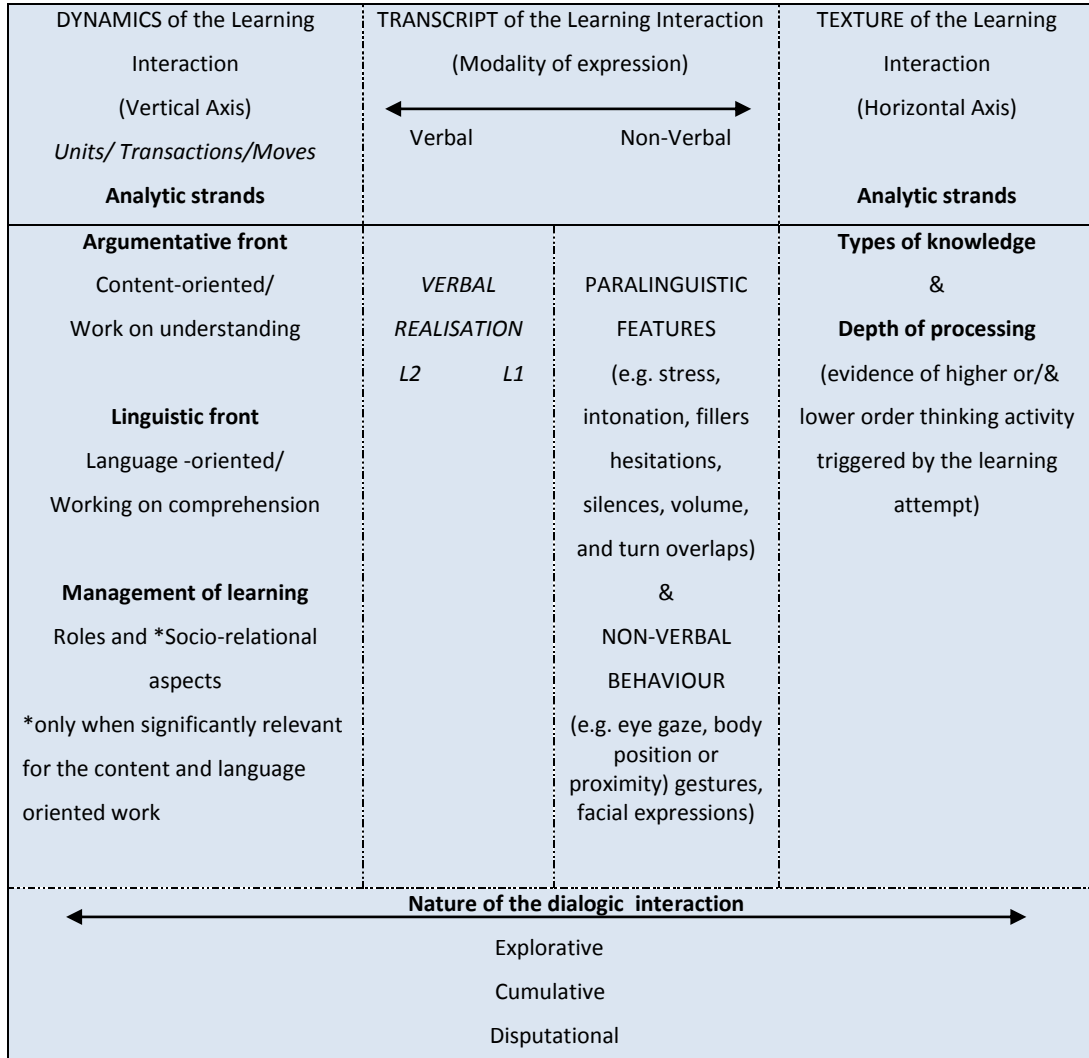 DYNAMICS of the Learning
Interaction
(Vertical Axis)
Units/ Transactions/Moves
Analytic strands
TRANSCRIPT of the Learning Interaction
(Modality of expression)
Verbal Non-Verbal
TEXTURE of the Learning
Interaction
(Horizontal Axis)
Analytic strands
Argumentative front
Content-oriented/
Work on understanding
Linguistic front
Language -oriented/
Working on comprehension
Management of learning
Roles and *Socio-relational
aspects
*only when significantly relevant
for the content and language
oriented work
VERBAL
REALISATION
L2 L1
PARALINGUISTIC
FEATURES
(e.g. stress,
intonation, fillers
hesitations,
silences, volume,
and turn overlaps)
&
NON-VERBAL
BEHAVIOUR
(e.g. eye gaze, body
position or
proximity) gestures,
facial expressions)
Types of knowledge
&
Depth of processing
(evidence of higher or/&
lower order thinking activity
triggered by the learning
attempt)
Nature of the dialogic interaction
Explorative
Cumulative
Disputational